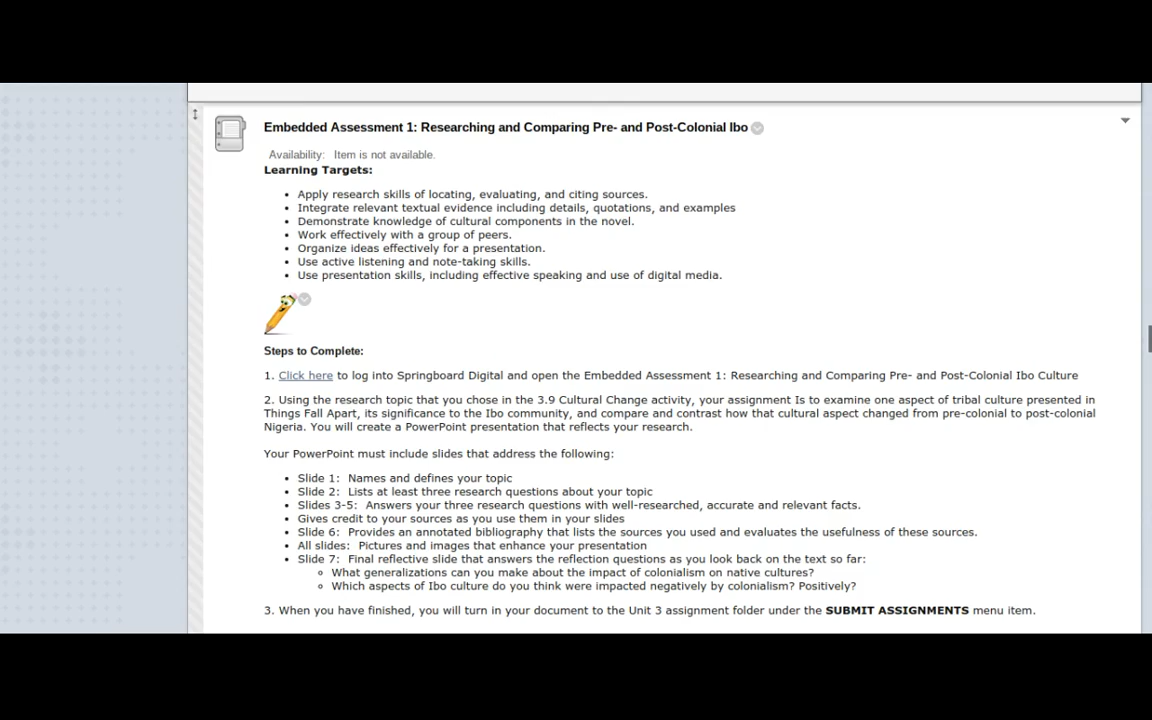 Embedded Assessment 1: Researching and Comparing Pre- and Post-Colonial Ibo
Availability: Item is not available.
Learning Targets:
• Apply research skills of locating, evaluating, and citing sources.
• Integrate relevant textual evidence including details, quotations, and examples
• Demonstrate knowledge of cultural components in the novel.
• Work effectively with a group of peers.
• Organize ideas effectively for a presentation.
• Use active listening and note-taking skills.
• Use presentation skills, including effective speaking and use of digital media.
Steps to Complete:
1. Click here to log into Springboard Digital and open the Embedded Assessment 1: Researching and Comparing Pre- and Post-Colonial Ibo Culture
2. Using the research topic that you chose in the 3.9 Cultural Change activity, your assignment Is to examine one aspect of tribal culture presented in
Things Fall Apart, its significance to the Ibo community, and compare and contrast how that cultural aspect changed from pre-colonial to post-colonial
Nigeria. You will create a PowerPoint presentation that reflects your research.
Your PowerPoint must include slides that address the following:
• Slide 1: Names and defines your topic
• Slide 2: Lists at least three research questions about your topic
• Slides 3-5: Answers your three research questions with well-researched, accurate and relevant facts.
• Gives credit to your sources as you use them in your slides
• Slide 6: Provides an annotated bibliography that lists the sources you used and evaluates the usefulness of these sources.
• All slides: Pictures and images that enhance your presentation
• Slide 7: Final reflective slide that answers the reflection questions as you look back on the text so far:
◦ What generalizations can you make about the impact of colonialism on native cultures?
◦ Which aspects of Ibo culture do you think were impacted negatively by colonialism? Positively?
3. When you have finished, you will turn in your document to the Unit 3 assignment folder under the SUBMIT ASSIGNMENTS menu item.